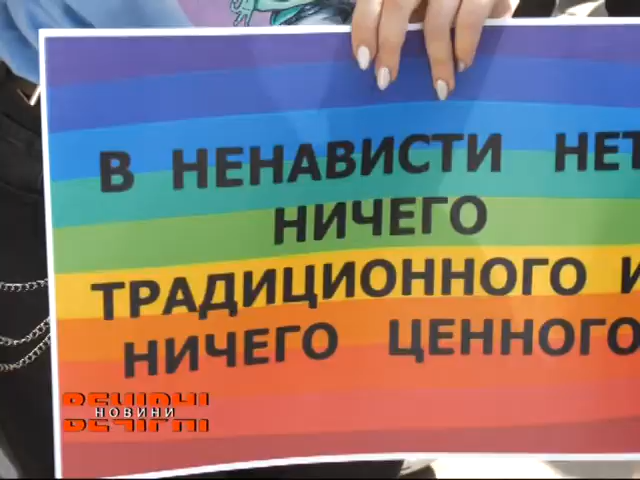 В НЕНАВИСТИ НЕТ
НИЧЕГО
ТРАДИЦИОННОГО И
НИЧЕГО ЦЕННОГО
ВЕЧІРНІ
НОВИНИ